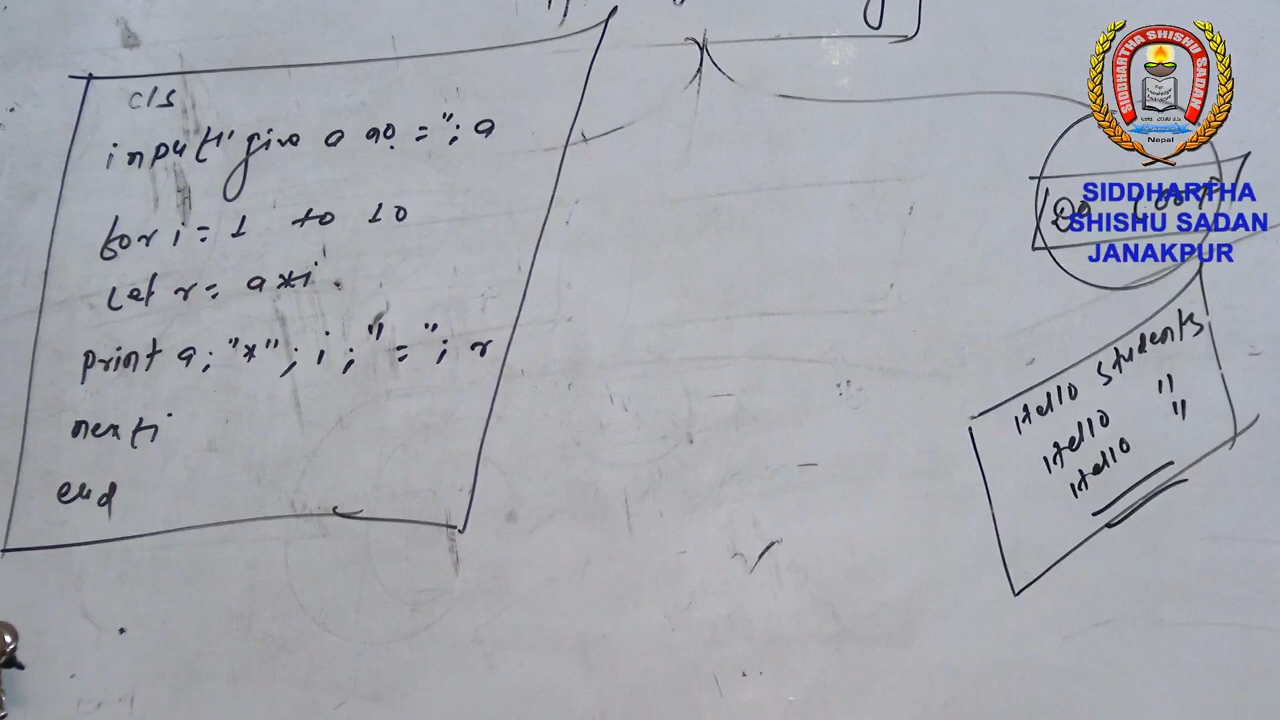 cls
input" give a no. ="; a
for i = 1 to 10
Let r = a*i
print a; "*"; i; "="; r
next i
end
Hello Students
Hello "
Hello "
SIDDHARTHA SHISHU SADAN
Nepal
SIDDHARTHA
SHISHU SADAN
JANAKPUR